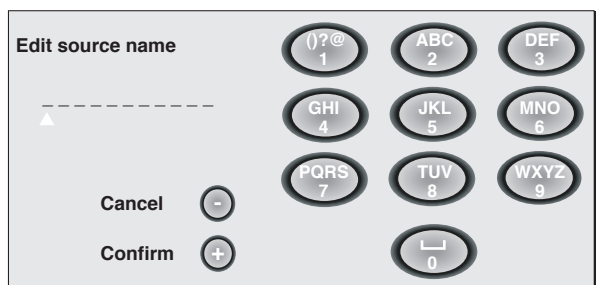 Edit source name
()?@
1
ABC
2
DEF
3
GHI
4
JKL
5
MNO
6
PQRS
7
TUV
8
WXYZ
9
Cancel -
Confirm +
0